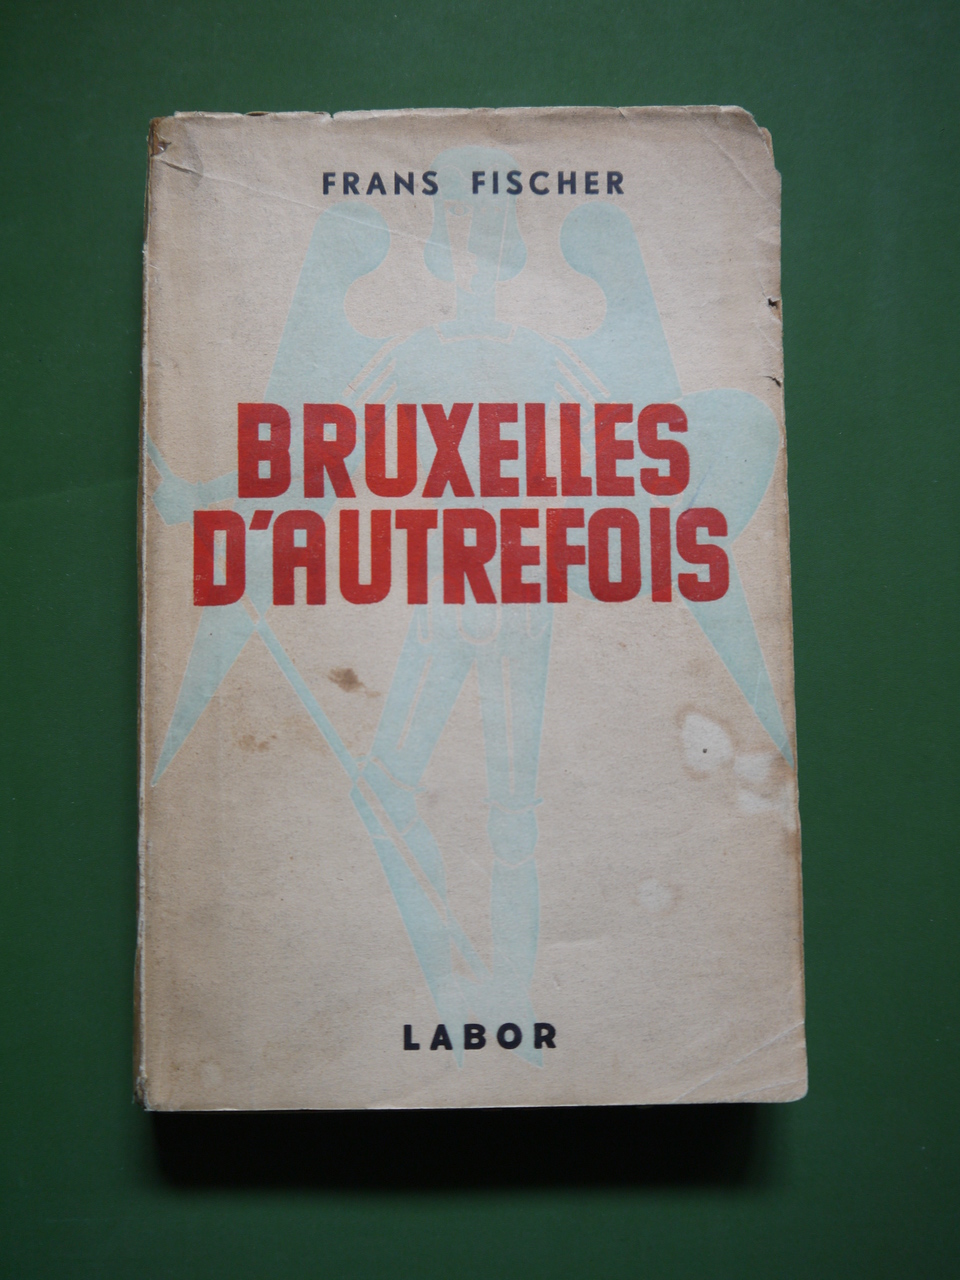 FRANS FISCHER
BRUXELLES
D'AUTREFOIS
LABOR